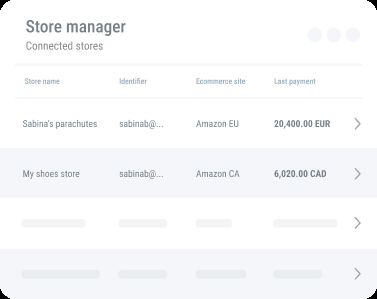 Store manager
Connected stores
Store name Identifier Ecommerce site Last payment
Sabina's parachutes sabinab@... Amazon EU 20,400.00 EUR
My shoes store sabinab@... Amazon CA 6,020.00 CAD